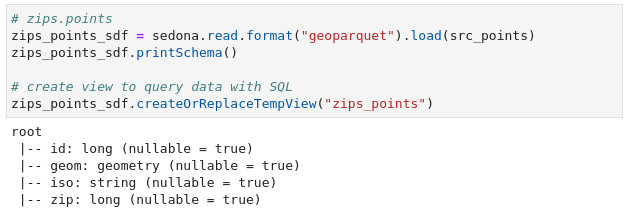 # zips.points
zips_points_sdf = sedona.read.format("geoparquet").load(src_points)
zips_points_sdf.printSchema()
# create view to query data with SQL
zips_points_sdf.createOrReplaceTempView("zips_points")
root
 |-- id: long (nullable = true)
 |-- geom: geometry (nullable = true)
 |-- iso: string (nullable = true)
 |-- zip: long (nullable = true)